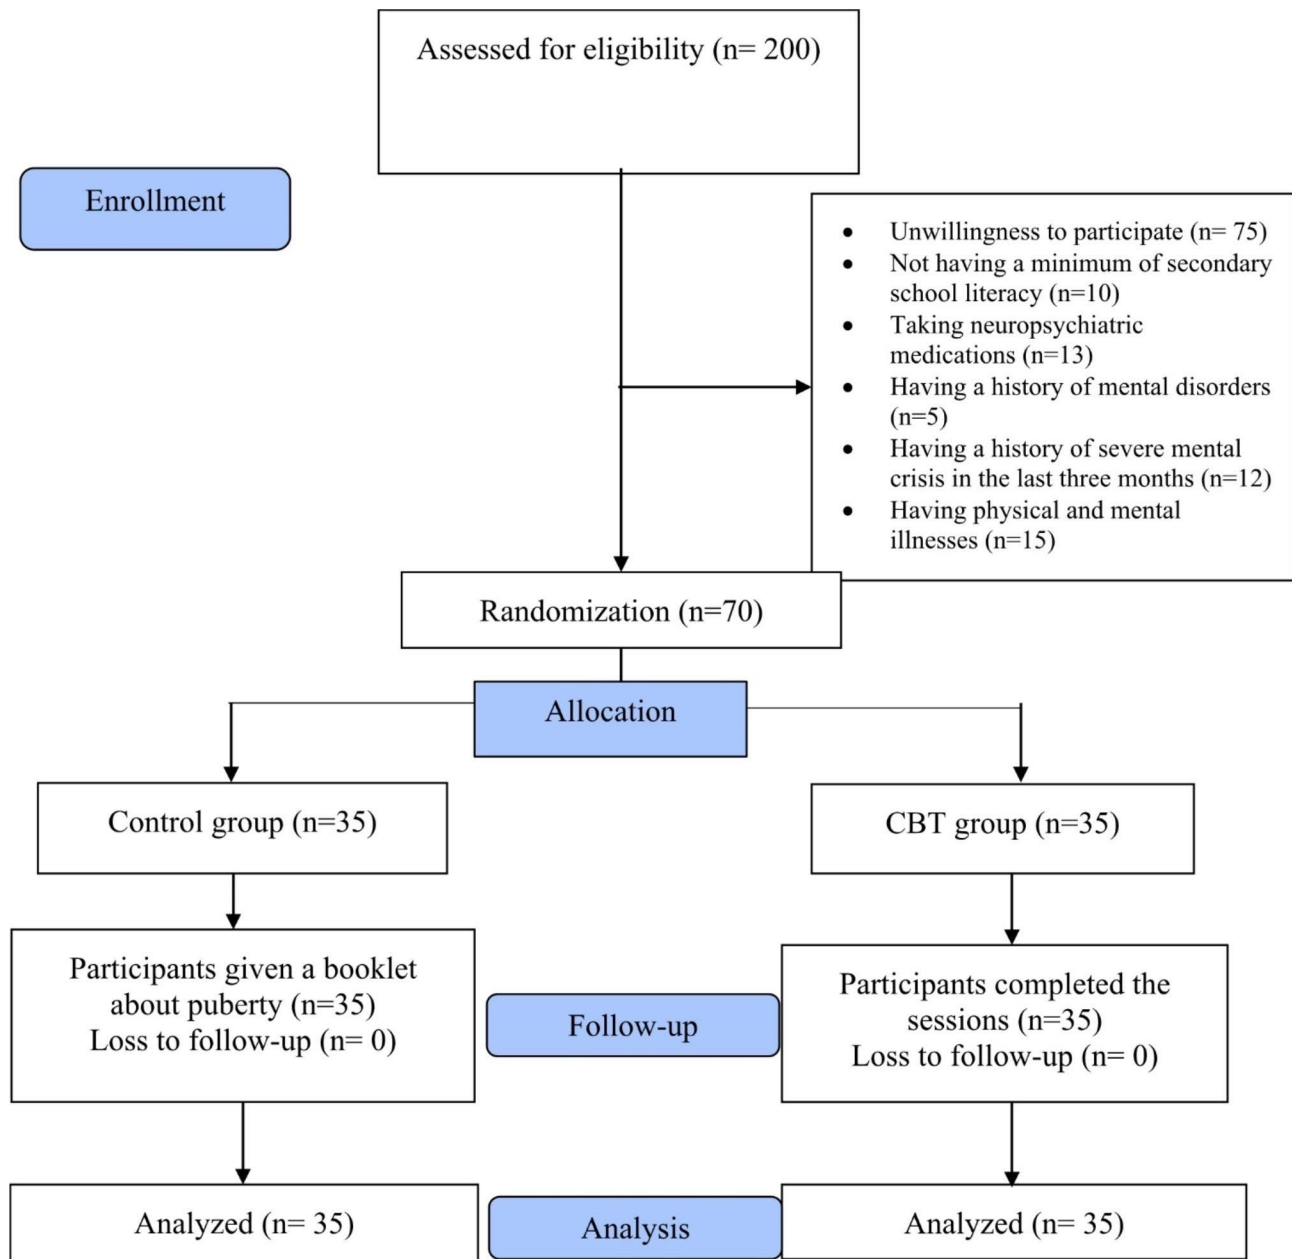 Assessed for eligibility (n= 200)
Enrollment
• Unwillingness to participate (n= 75)
• Not having a minimum of secondary
school literacy (n=10)
• Taking neuropsychiatric
medications (n=13)
• Having a history of mental disorders
(n=5)
• Having a history of severe mental
crisis in the last three months (n=12)
• Having physical and mental
illnesses (n=15)
Randomization (n=70)
Allocation
Control group (n=35)
CBT group (n=35)
Participants given a booklet
about puberty (n=35)
Loss to follow-up (n= 0)
Follow-up
Participants completed the
sessions (n=35)
Loss to follow-up (n= 0)
Analyzed (n= 35)
Analysis
Analyzed (n= 35)